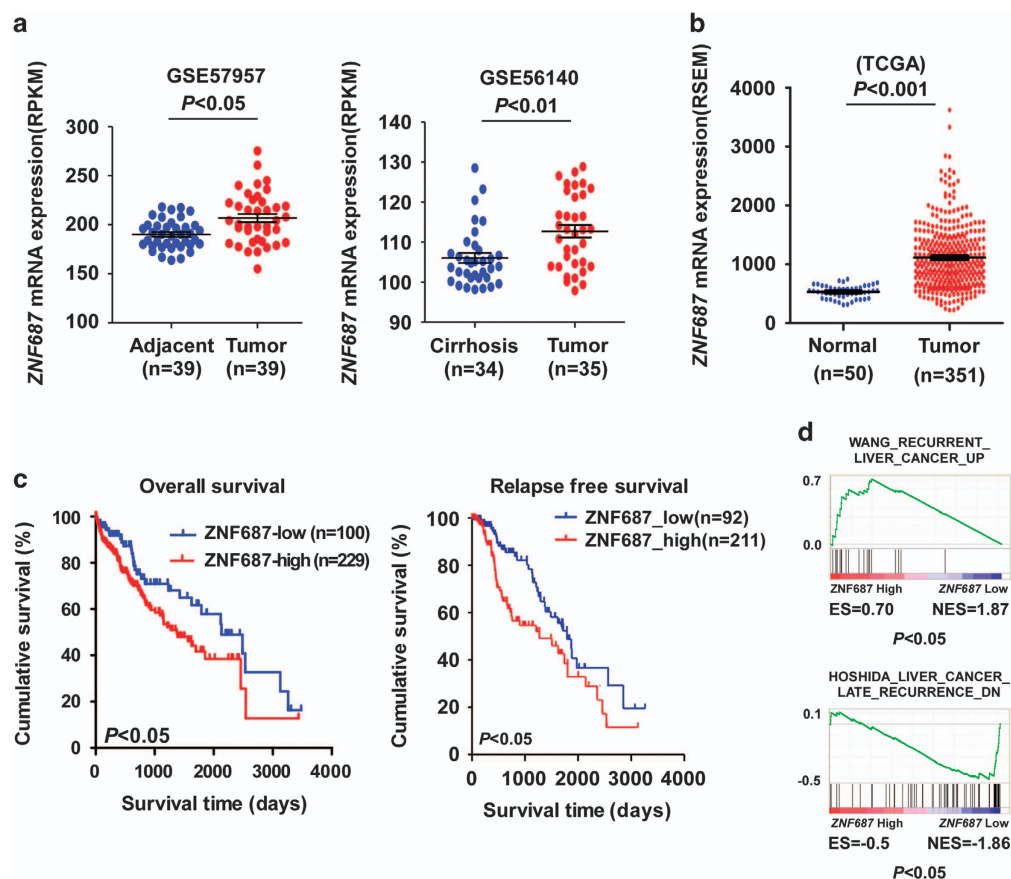 a
GSE57957
P<0.05
ZNF687 mRNA expression(RPKM)
300
250
200
150
100
Adjacent
(n=39)
Tumor
(n=39)
GSE56140
P<0.01
ZNF687 mRNA expression(RPKM)
140
130
120
110
100
90
Cirrhosis
(n=34)
Tumor
(n=35)
b
(TCGA)
P<0.001
ZNF687 mRNA expression(RSEM)
4000
3000
2000
1000
0
Normal
(n=50)
Tumor
(n=351)
c
Overall survival
ZNF687-low (n=100)
ZNF687-high (n=229)
Cumulative survival (%)
100
80
60
40
20
0
P<0.05
0 1000 2000 3000 4000
Survival time (days)
Relapse free survival
ZNF687_low(n=92)
ZNF687_high(n=211)
Cumulative survival (%)
100
80
60
40
20
0
P<0.05
0 1000 2000 3000 4000
Survival time (days)
d
WANG_RECURRENT_
LIVER_CANCER_UP
0.7
0.0
ZNF687 High ZNF687 Low
ES=0.70 NES=1.87
P<0.05
HOSHIDA_LIVER_CANCER_
LATE_RECURRENCE_DN
0.1
-0.5
ZNF687 High ZNF687 Low
ES=-0.5 NES=-1.86
P<0.05